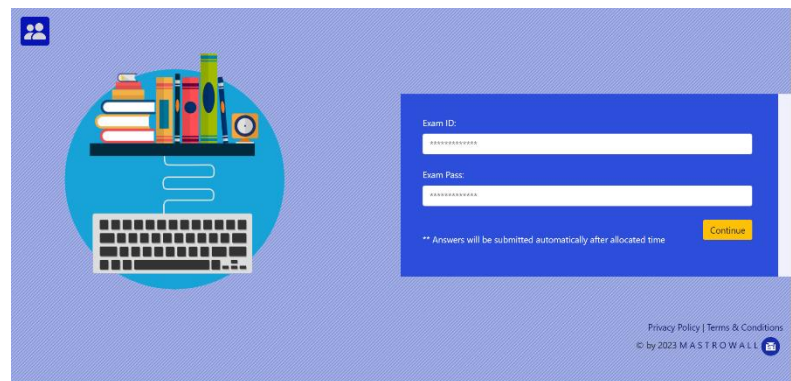 Exam ID:
*************
Exam Pass:
*************
** Answers will be submitted automatically after allocated time
Continue
Privacy Policy | Terms & Conditions
© by 2023 M A S T R O W A L L